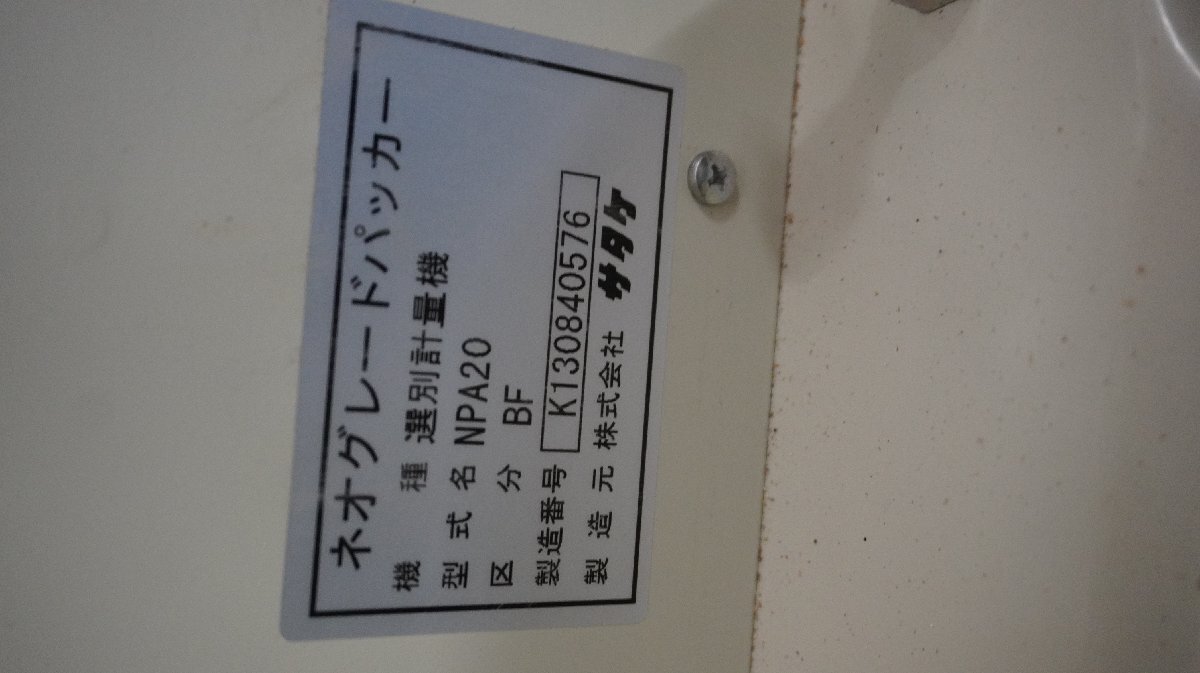 ネオグレードパッカー
機種 選別計量機
型式名 NPA20
区分 BF
製造番号 K130840576
製造元 株式会社 サタケ